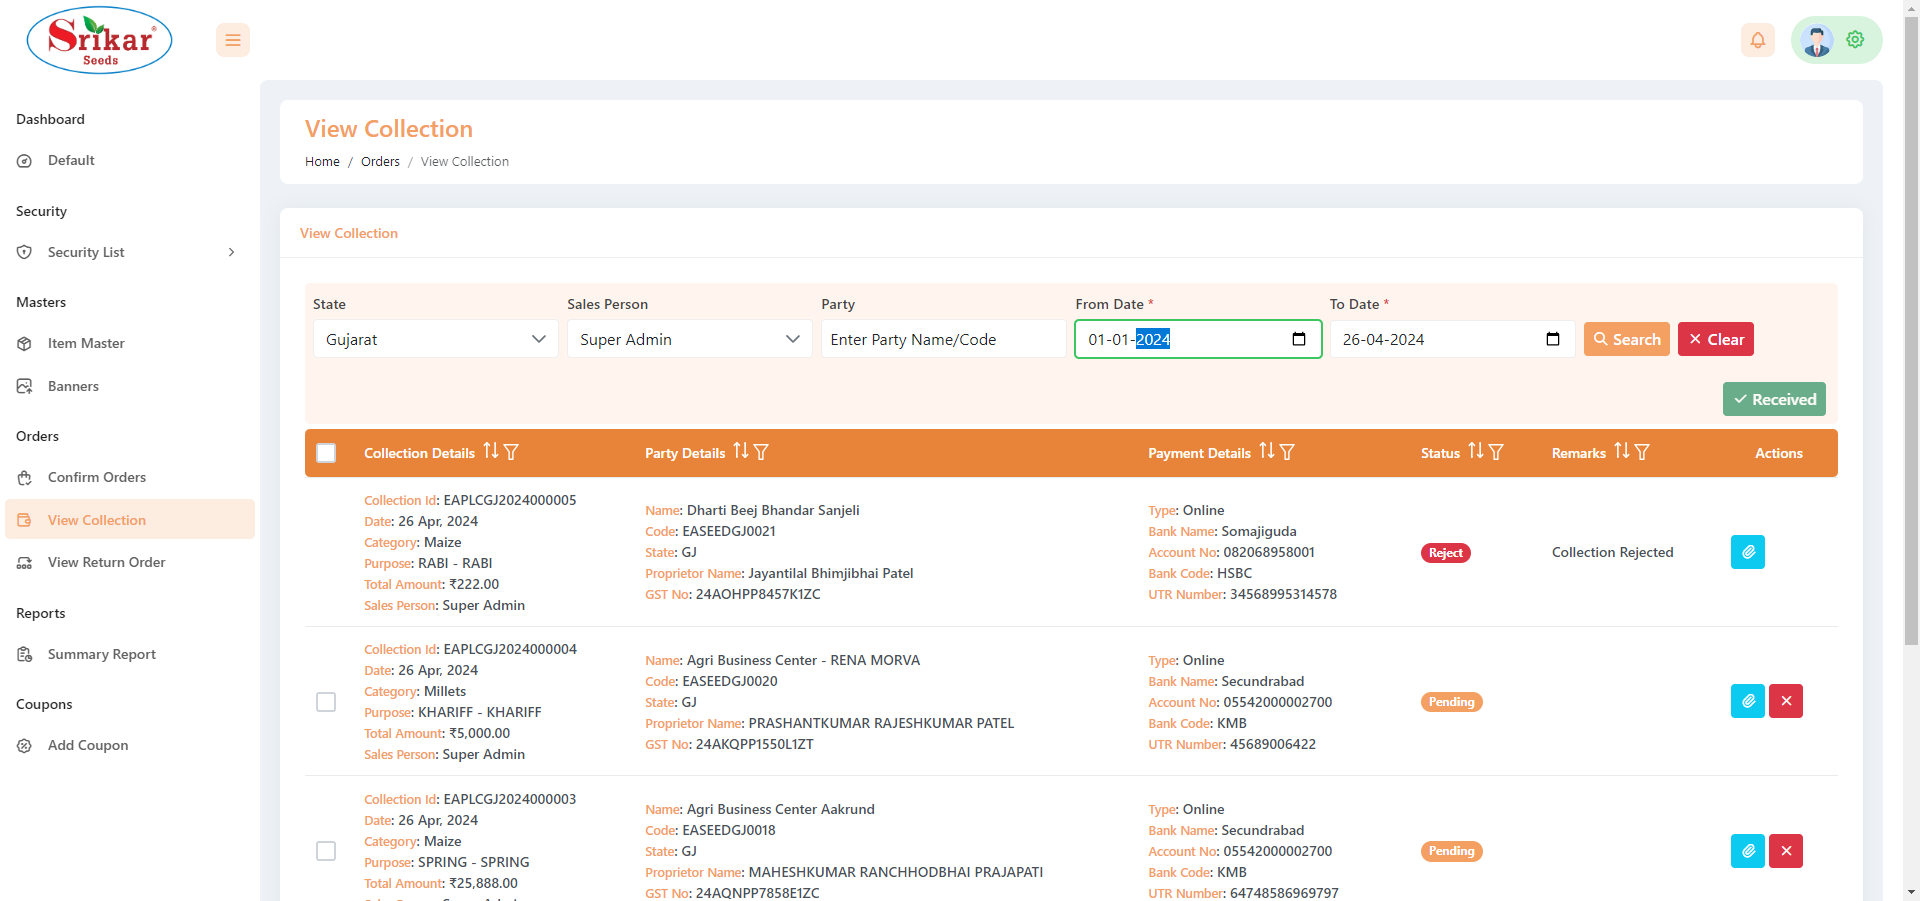 Srikar®
Seeds
Dashboard
Default
Security
Security List
Masters
Item Master
Banners
Orders
Confirm Orders
View Collection
View Return Order
Reports
Summary Report
Coupons
Add Coupon
View Collection
Home / Orders / View Collection
View Collection
State Sales Person Party From Date * To Date *
Gujarat Super Admin Enter Party Name/Code 01-01-2024 26-04-2024 Search Clear
Received
Collection Details Party Details Payment Details Status Remarks Actions
Collection Id: EAPLCGJ2024000005
Date: 26 Apr, 2024
Category: Maize
Purpose: RABI - RABI
Total Amount: ₹222.00
Sales Person: Super Admin
Name: Dharti Beej Bhandar Sanjeli
Code: EASEEDGJ0021
State: GJ
Proprietor Name: Jayantilal Bhimjibhai Patel
GST No: 24AOHPP8457K1ZC
Type: Online
Bank Name: Somajiguda
Account No: 082068958001
Bank Code: HSBC
UTR Number: 34568995314578
Reject
Collection Rejected
Collection Id: EAPLCGJ2024000004
Date: 26 Apr, 2024
Category: Millets
Purpose: KHARIFF - KHARIFF
Total Amount: ₹5,000.00
Sales Person: Super Admin
Name: Agri Business Center - RENA MORVA
Code: EASEEDGJ0020
State: GJ
Proprietor Name: PRASHANTKUMAR RAJESHKUMAR PATEL
GST No: 24AKQPP1550L1ZT
Type: Online
Bank Name: Secundrabad
Account No: 05542000002700
Bank Code: KMB
UTR Number: 45689006422
Pending
Collection Id: EAPLCGJ2024000003
Date: 26 Apr, 2024
Category: Maize
Purpose: SPRING - SPRING
Total Amount: ₹25,888.00
Name: Agri Business Center Aakrund
Code: EASEEDGJ0018
State: GJ
Proprietor Name: MAHESHKUMAR RANCHHODBHAI PRAJAPATI
GST No: 24AQNPP7858E1ZC
Type: Online
Bank Name: Secundrabad
Account No: 05542000002700
Bank Code: KMB
UTR Number: 64748586969797
Pending